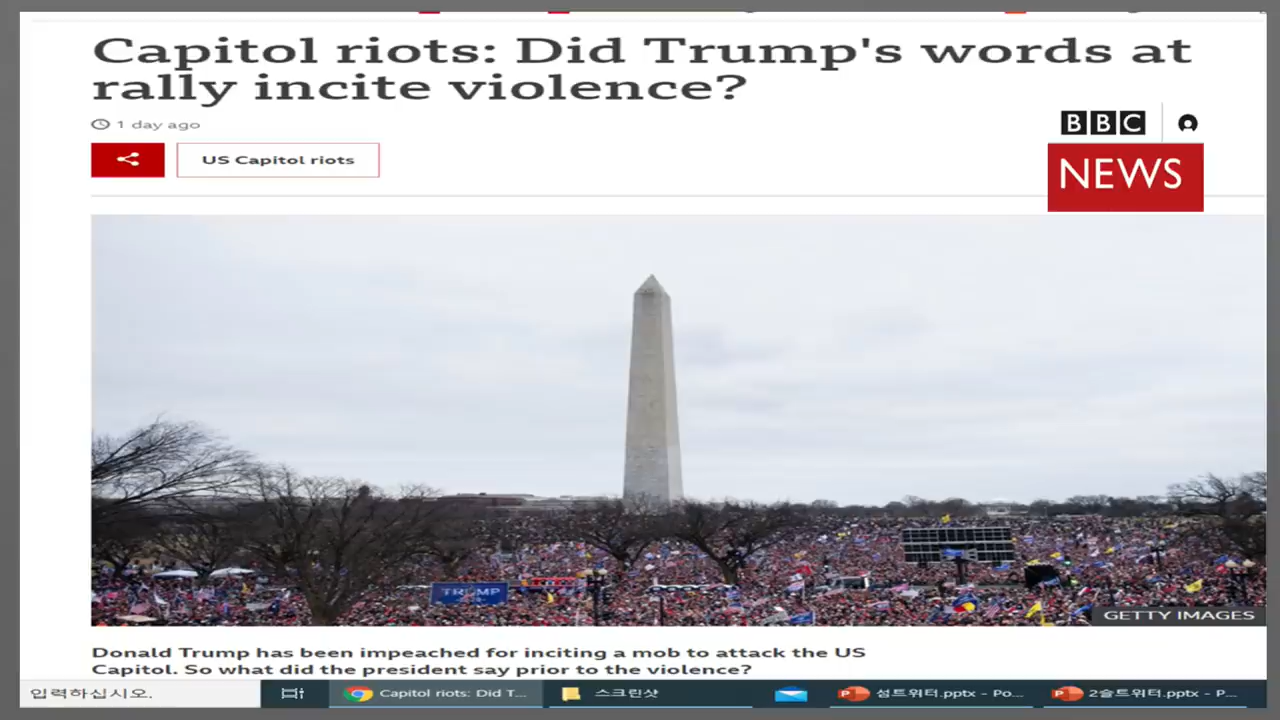 Capitol riots: Did Trump's words at
rally incite violence?
1 day ago
US Capitol riots
BBC
NEWS
TRUMP
GETTY IMAGES
Donald Trump has been impeached for inciting a mob to attack the US
Capitol. So what did the president say prior to the violence?
입력하십시오.
Capitol riots: Did T...
스크린샷
섬트위터.pptx - Po...
2슬트위터.pptx - P...